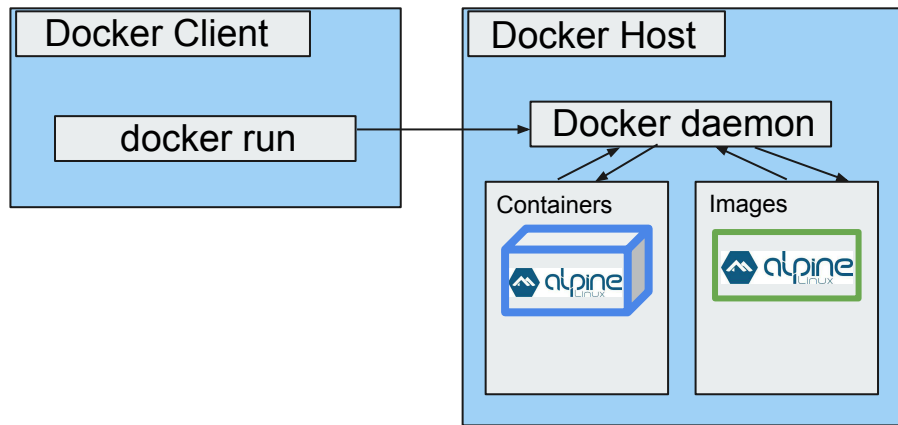 Docker Client
docker run
Docker Host
Docker daemon
Containers
alpine
Linux
Images
alpine
Linux